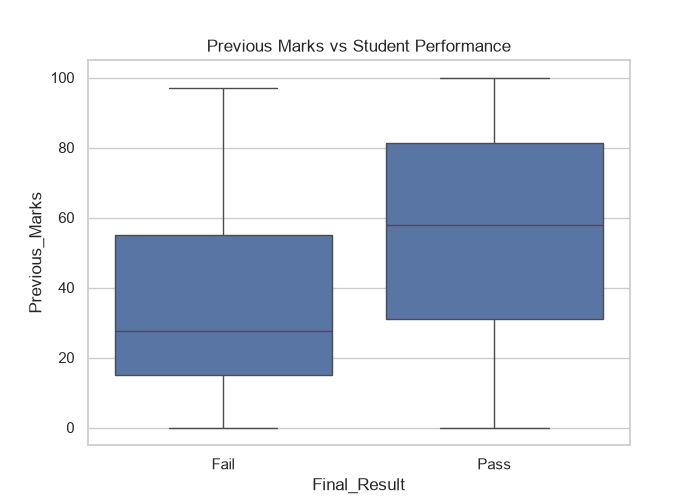 Previous Marks vs Student Performance
100
80
60
40
20
0
Previous_Marks
Fail
Pass
Final_Result